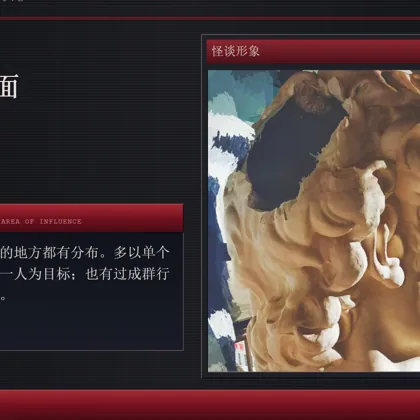 怪谈形象
面
AREA OF INFLUENCE
的地方都有分布。多以单个
一人为目标；也有过成群行
。